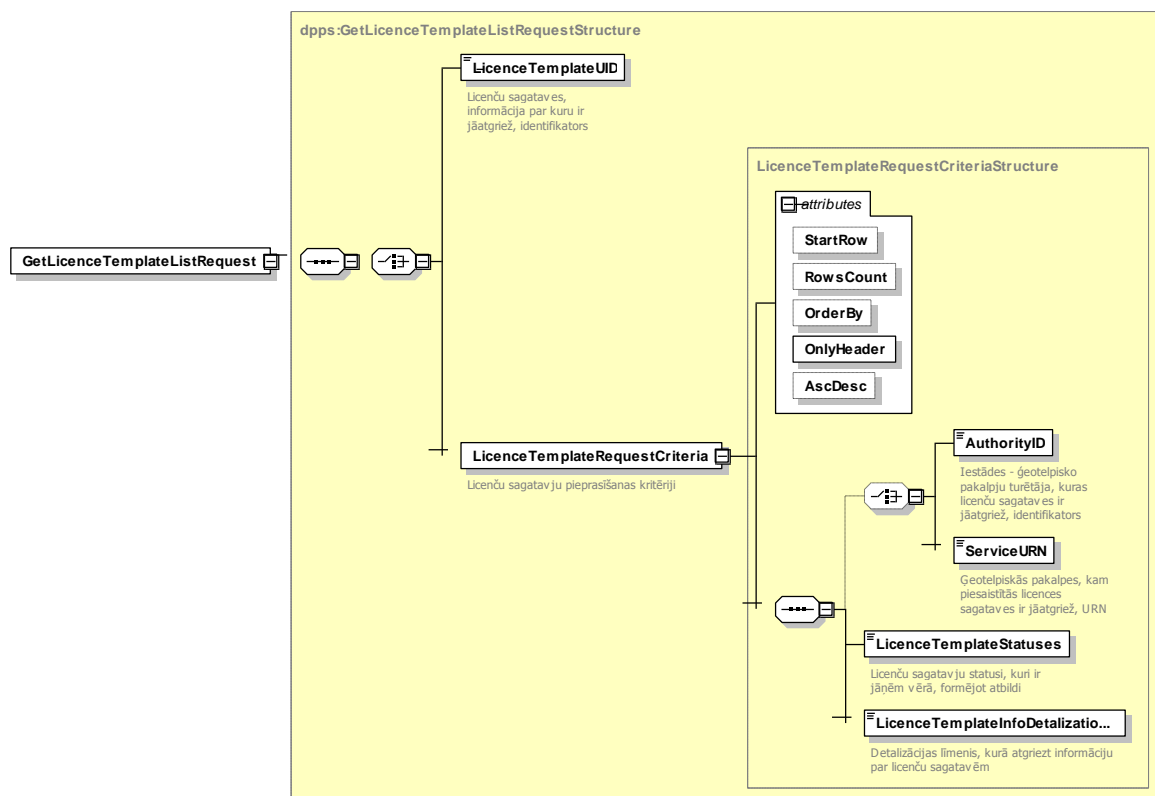 dpps:GetLicenceTemplateListRequestStructure
LicenceTemplateUID
Licenču sagataves,
informācija par kuru ir
jāatgriež, identifikators
LicenceTemplateRequestCriteriaStructure
attributes
StartRow
RowsCount
OrderBy
OnlyHeader
AscDesc
GetLicenceTemplateListRequest
LicenceTemplateRequestCriteria
Licenču sagatavju pieprasīšanas kritēriji
AuthorityID
Iestādes - ģeotelpisko
pakalpju turētāja, kuras
licenču sagataves ir
jāatgriež, identifikators
ServiceURN
Ģeotelpiskās pakalpes, kam
piesaistītās licences
sagataves ir jāatgriež, URN
LicenceTemplateStatuses
Licenču sagatavju statusi, kuri ir
jāņēm vērā, formējot atbildi
LicenceTemplateInfoDetalizatio...
Detalizācijas līmenis, kurā atgriezt informāciju
par licenču sagatavēm